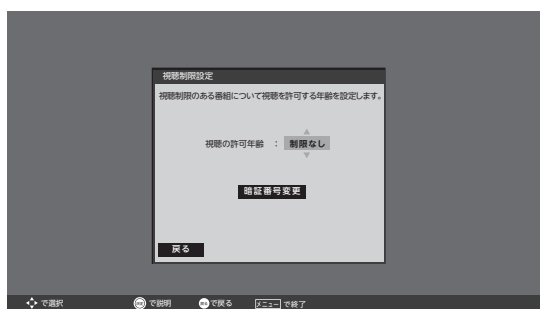 視聴制限設定
視聴制限のある番組について視聴を許可する年齢を設定します。
視聴の許可年齢 : 制限なし
暗証番号変更
戻る
で選択 で説明 で戻る メニュー で終了